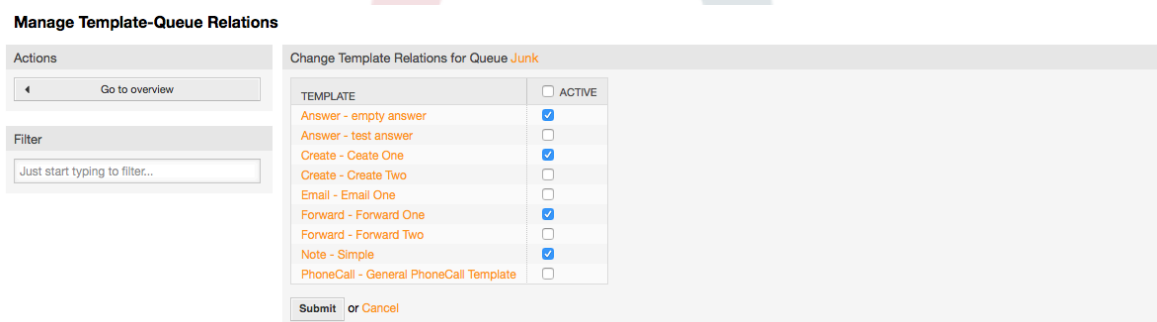 Manage Template-Queue Relations
Actions
Go to overview
Filter
Just start typing to filter...
Change Template Relations for Queue Junk
TEMPLATE ACTIVE
Answer - empty answer
Answer - test answer
Create - Ceate One
Create - Create Two
Email - Email One
Forward - Forward One
Forward - Forward Two
Note - Simple
PhoneCall - General PhoneCall Template
Submit or Cancel